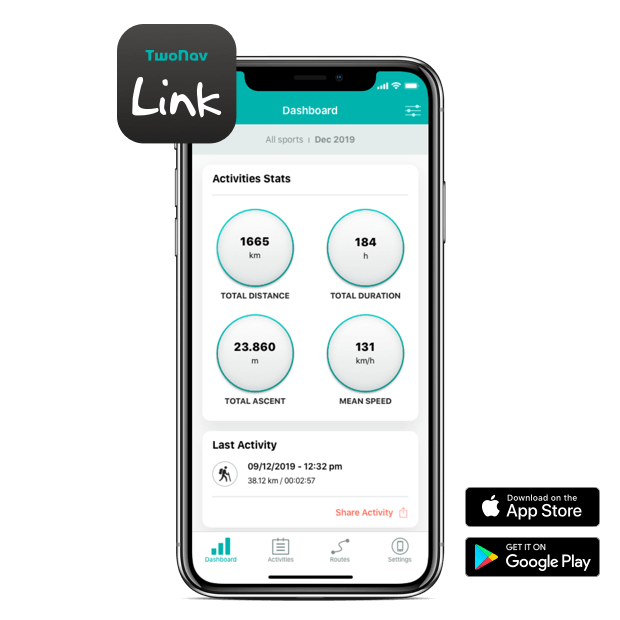 TwoNav
Link
Dashboard
All sports | Dec 2019
Activities Stats
1665
km
TOTAL DISTANCE
184
h
TOTAL DURATION
23.860
m
TOTAL ASCENT
131
km/h
MEAN SPEED
Last Activity
09/12/2019 - 12:32 pm
38.12 km / 00:02:57
Share Activity
Dashboard
Activities
Routes
Settings
Download on the
App Store
GET IT ON
Google Play